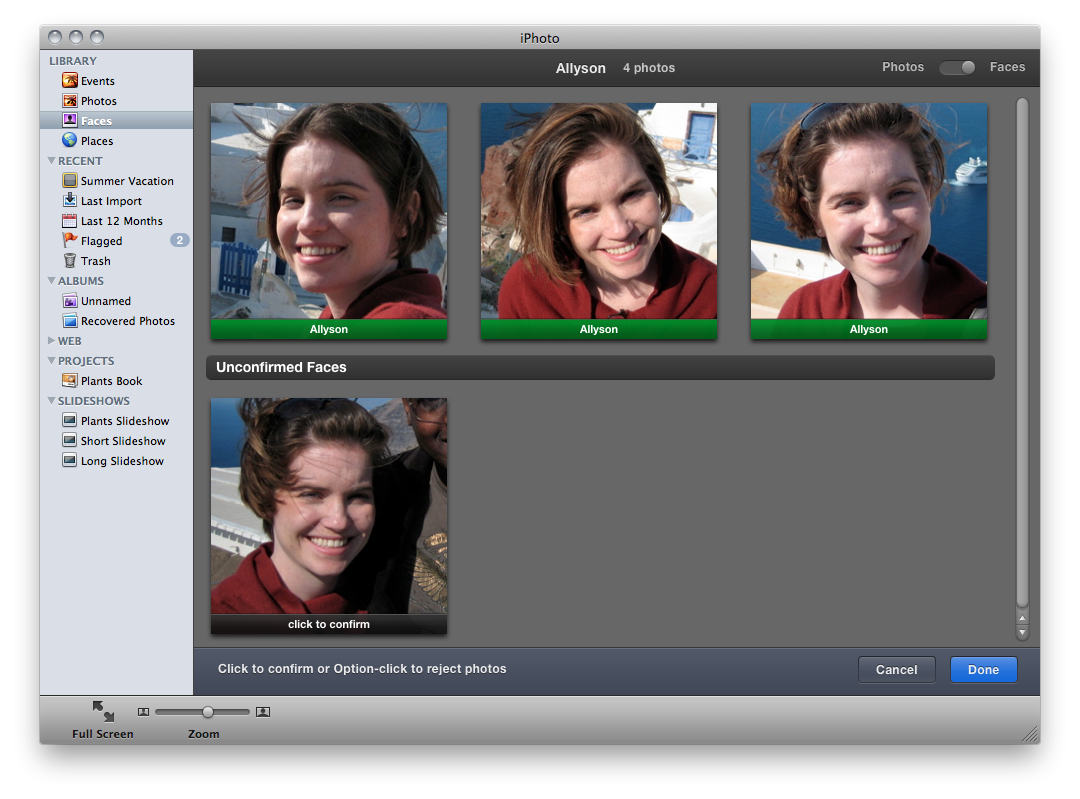 iPhoto
LIBRARY
Events
Photos
Faces
Places
RECENT
Summer Vacation
Last Import
Last 12 Months
Flagged 2
Trash
ALBUMS
Unnamed
Recovered Photos
WEB
PROJECTS
Plants Book
SLIDESHOWS
Plants Slideshow
Short Slideshow
Long Slideshow
Allyson 4 photos Photos Faces
Allyson Allyson Allyson
Unconfirmed Faces
click to confirm
Click to confirm or Option-click to reject photos Cancel Done
Full Screen Zoom